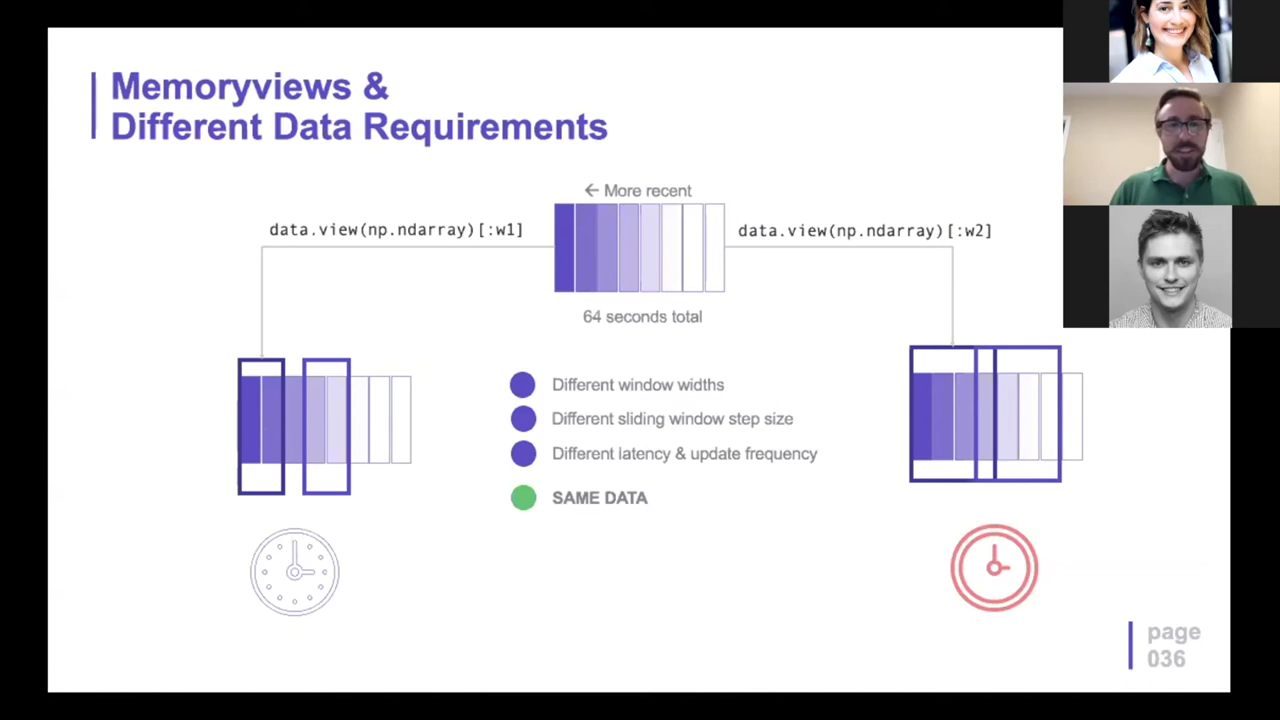 Memoryviews &
Different Data Requirements
← More recent
data.view(np.ndarray)[:w1]
data.view(np.ndarray)[:w2]
64 seconds total
Different window widths
Different sliding window step size
Different latency & update frequency
SAME DATA
page
036